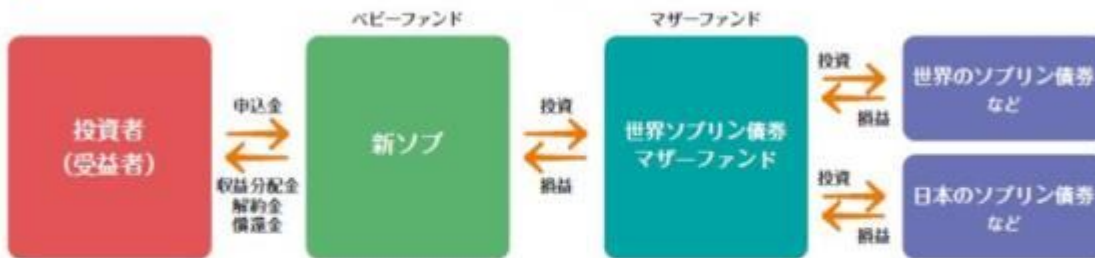 ベビーファンド
マザーファンド
投資者
(受益者)
申込金
収益分配金
解約金
償還金
新ソブ
投資
損益
世界ソブリン債券
マザーファンド
投資
損益
世界のソブリン債券
など
投資
損益
日本のソブリン債券
など